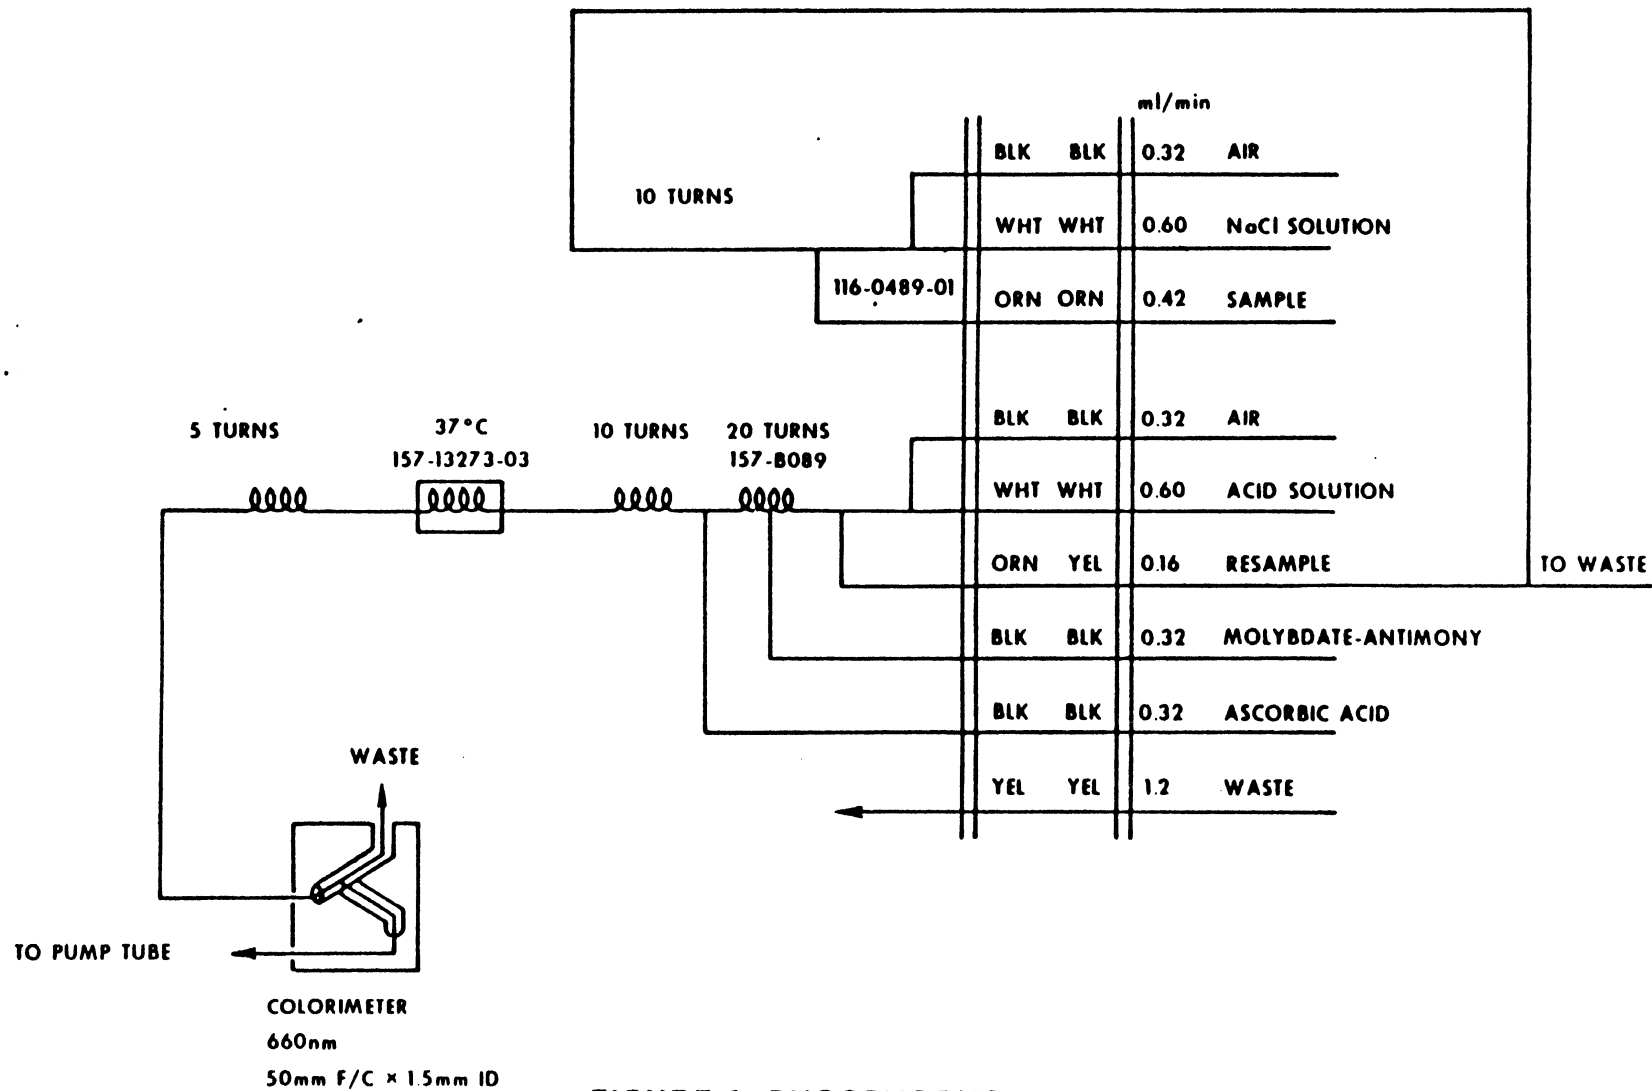 ml/min
BLK BLK 0.32 AIR
10 TURNS
WHT WHT 0.60 NaCl SOLUTION
116-0489-01
ORN ORN 0.42 SAMPLE
BLK BLK 0.32 AIR
5 TURNS 37°C 10 TURNS 20 TURNS
157-13273-03 157-B089
WHT WHT 0.60 ACID SOLUTION
ORN YEL 0.16 RESAMPLE TO WASTE
BLK BLK 0.32 MOLYBDATE-ANTIMONY
BLK BLK 0.32 ASCORBIC ACID
WASTE
YEL YEL 1.2 WASTE
TO PUMP TUBE
COLORIMETER
660nm
50mm F/C × 1.5mm ID